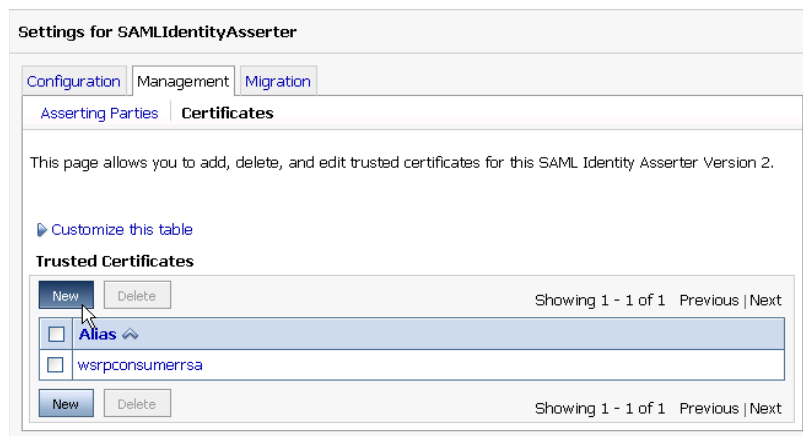 Settings for SAMLIdentityAsserter
Configuration Management Migration
Asserting Parties Certificates
This page allows you to add, delete, and edit trusted certificates for this SAML Identity Asserter Version 2.
Customize this table
Trusted Certificates
New Delete Showing 1 - 1 of 1 Previous | Next
Alias
wsrpconsumerrsa
New Delete Showing 1 - 1 of 1 Previous | Next